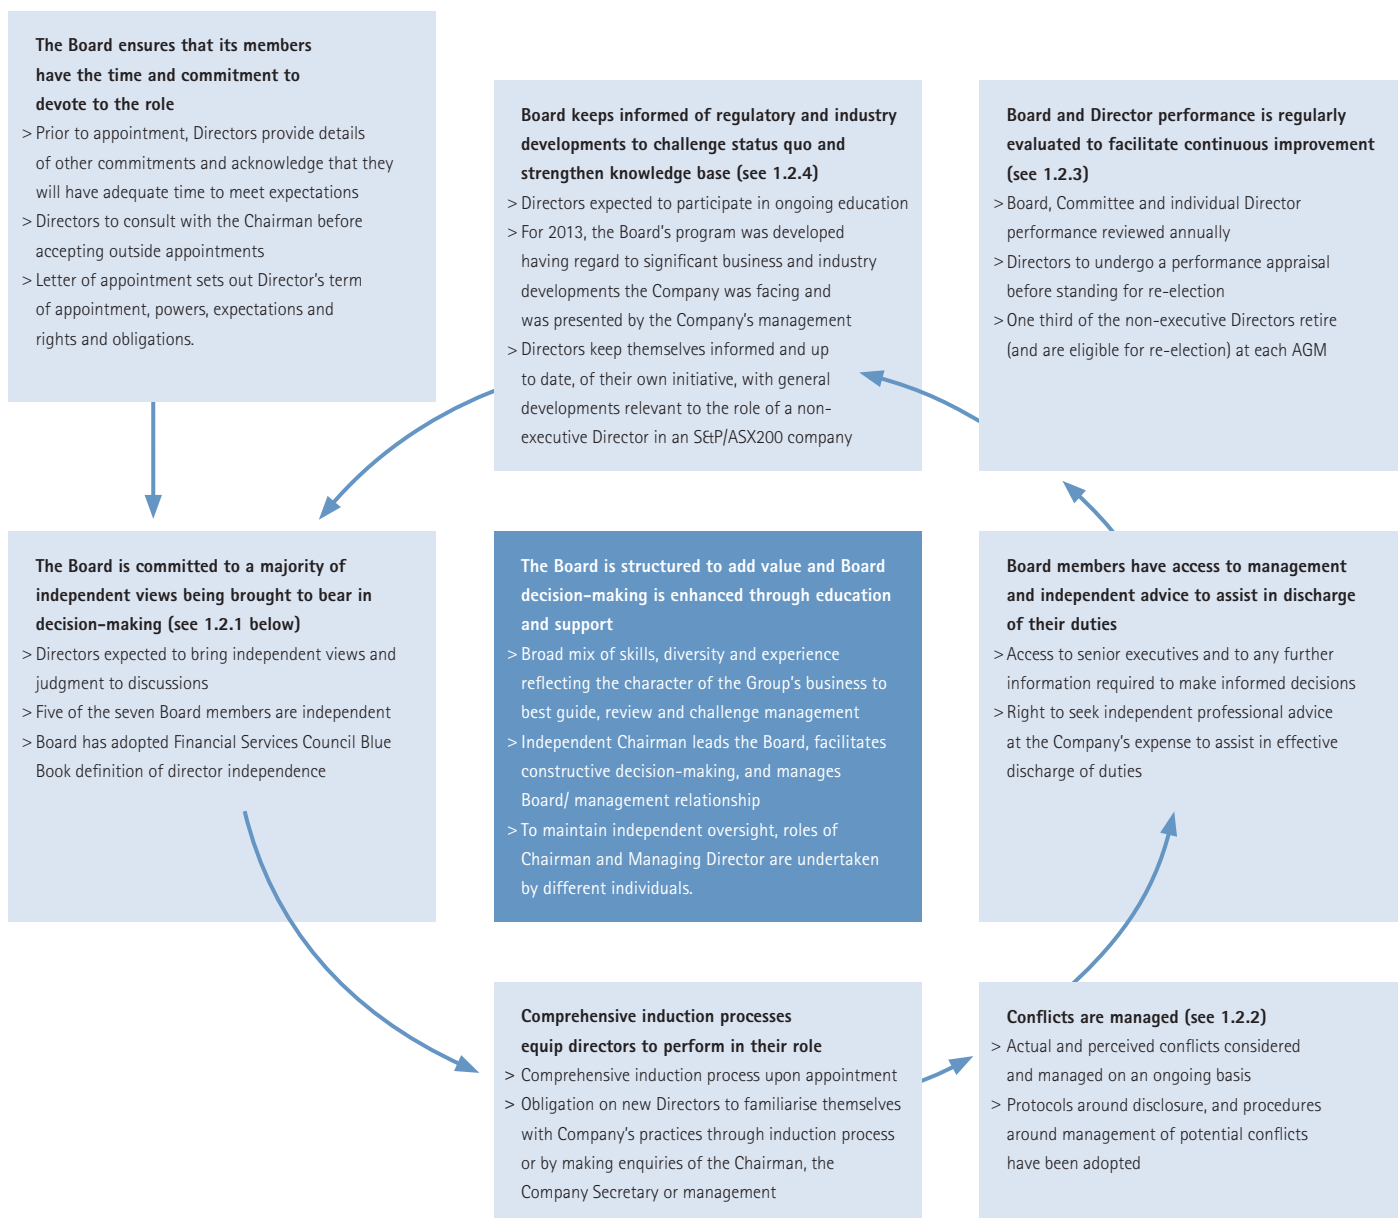 The Board ensures that its members
have the time and commitment to
devote to the role
> Prior to appointment, Directors provide details
of other commitments and acknowledge that they
will have adequate time to meet expectations
> Directors to consult with the Chairman before
accepting outside appointments
> Letter of appointment sets out Director's term
of appointment, powers, expectations and
rights and obligations.
Board keeps informed of regulatory and industry
developments to challenge status quo and
strengthen knowledge base (see 1.2.4)
> Directors expected to participate in ongoing education
> For 2013, the Board's program was developed
having regard to significant business and industry
developments the Company was facing and
was presented by the Company's management
> Directors keep themselves informed and up
to date, of their own initiative, with general
developments relevant to the role of a non-
executive Director in an S&P/ASX200 company
Board and Director performance is regularly
evaluated to facilitate continuous improvement
(see 1.2.3)
> Board, Committee and individual Director
performance reviewed annually
> Directors to undergo a performance appraisal
before standing for re-election
> One third of the non-executive Directors retire
(and are eligible for re-election) at each AGM
The Board is committed to a majority of
independent views being brought to bear in
decision-making (see 1.2.1 below)
> Directors expected to bring independent views and
judgment to discussions
> Five of the seven Board members are independent
> Board has adopted Financial Services Council Blue
Book definition of director independence
The Board is structured to add value and Board
decision-making is enhanced through education
and support
> Broad mix of skills, diversity and experience
reflecting the character of the Group's business to
best guide, review and challenge management
> Independent Chairman leads the Board, facilitates
constructive decision-making, and manages
Board/ management relationship
> To maintain independent oversight, roles of
Chairman and Managing Director are undertaken
by different individuals.
Board members have access to management
and independent advice to assist in discharge
of their duties
> Access to senior executives and to any further
information required to make informed decisions
> Right to seek independent professional advice
at the Company's expense to assist in effective
discharge of duties
Comprehensive induction processes
equip directors to perform in their role
> Comprehensive induction process upon appointment
> Obligation on new Directors to familiarise themselves
with Company's practices through induction process
or by making enquiries of the Chairman, the
Company Secretary or management
Conflicts are managed (see 1.2.2)
> Actual and perceived conflicts considered
and managed on an ongoing basis
> Protocols around disclosure, and procedures
around management of potential conflicts
have been adopted